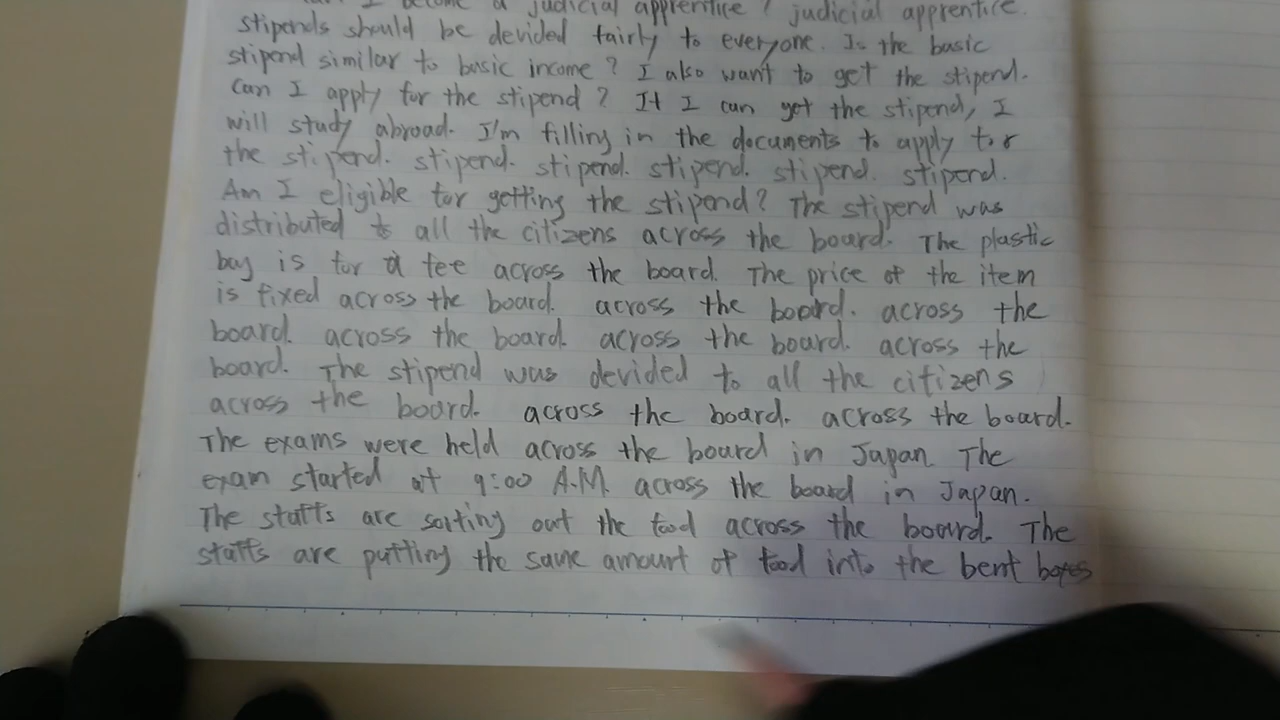 I become a judicial apprentice? judicial apprentice.
stipends should be devided fairly to everyone. Is the basic
stipend similar to basic income? I also want to get the stipend.
Can I apply for the stipend? If I can get the stipend, I
will study abroad. I'm filling in the documents to apply for
the stipend. stipend. stipend. stipend. stipend. stipend.
Am I eligible for getting the stipend? The stipend was
distributed to all the citizens across the board. The plastic
bag is for a fee across the board. The price of the item
is fixed across the board. across the board. across the
board. across the board. across the board. across the
board. The stipend was devided to all the citizens
across the board. across the board. across the board.
The exams were held across the board in Japan. The
exam started at 9:00 A.M. across the board in Japan.
The staffs are sorting out the food across the board. The
staffs are putting the same amount of food into the bent boxes